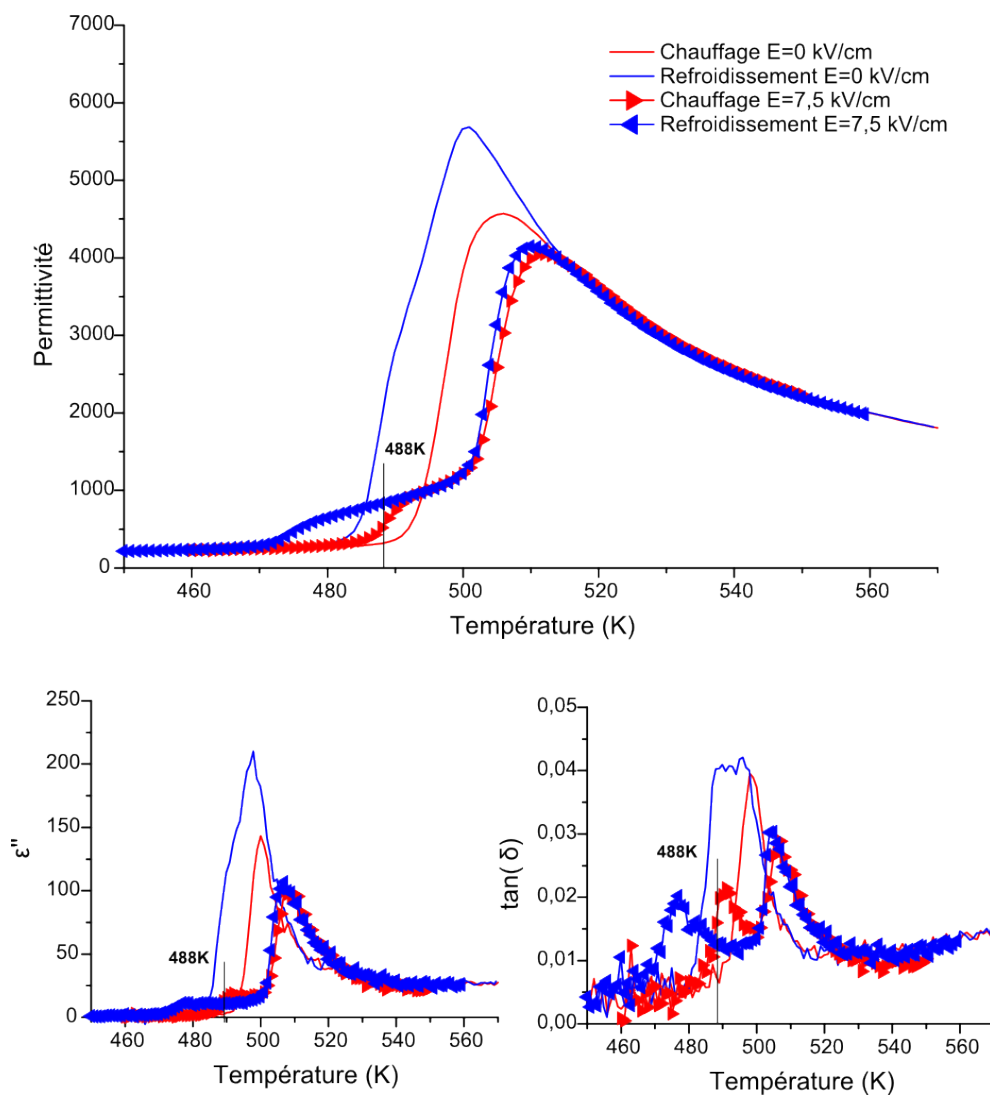 7000
6000
5000
4000
3000
2000
1000
0
Permittivité
Chauffage E=0 kV/cm
Refroidissement E=0 kV/cm
Chauffage E=7,5 kV/cm
Refroidissement E=7,5 kV/cm
488K
460 480 500 520 540 560
Température (K)
250
200
150
100
50
0
ε"
488K
460 480 500 520 540 560
Température (K)
0,05
0,04
0,03
0,02
0,01
0,00
tan( δ)
488K
460 480 500 520 540 560
Température (K)